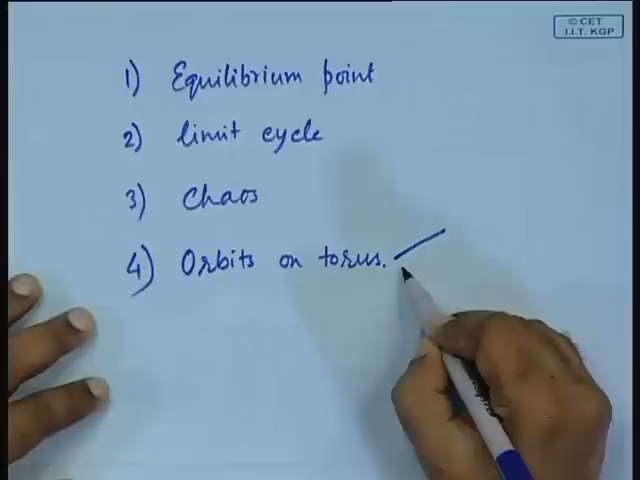 © CET
I.I.T. KGP
1) Equilibrium point
2) limit cycle
3) Chaos
4) Orbits on torus.